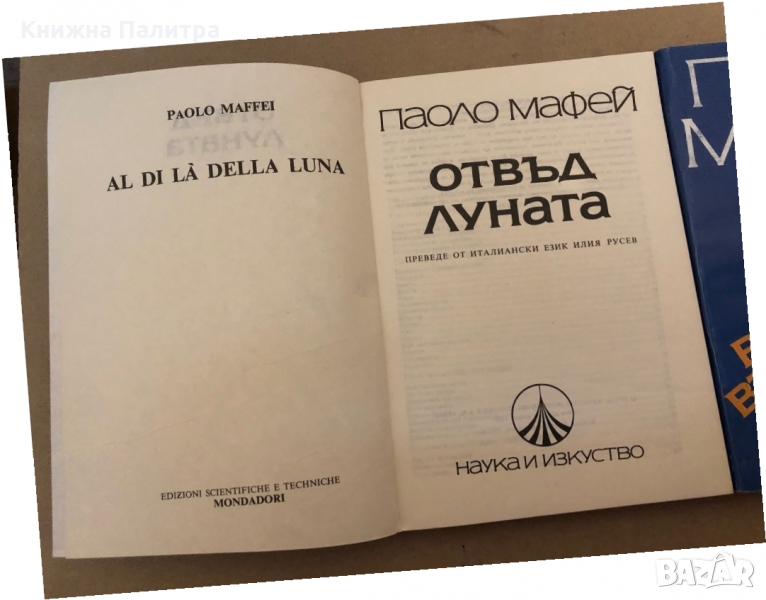 Книжна Палитра
PAOLO MAFFEI
AL DI LÀ DELLA LUNA
EDIZIONI SCIENTIFICHE E TECHNICHE
MONDADORI
ПАОЛО МАФЕЙ
ОТВЪД
ЛУНАТА
ПРЕВЕДЕ ОТ ИТАЛИАНСКИ ЕЗИК ИЛИЯ РУСЕВ
НАУКА И ИЗКУСТВО
BAZAR